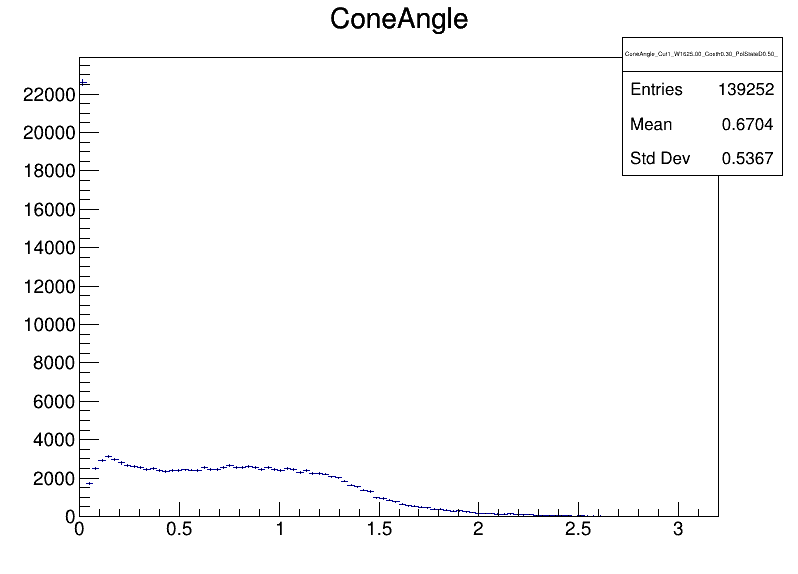 ConeAngle
ConeAngle_Cut1_W1625.00_Costh0.30_PolStateD0.50_
Entries 139252
Mean 0.6704
Std Dev 0.5367
22000
20000
18000
16000
14000
12000
10000
8000
6000
4000
2000
0
0 0.5 1 1.5 2 2.5 3